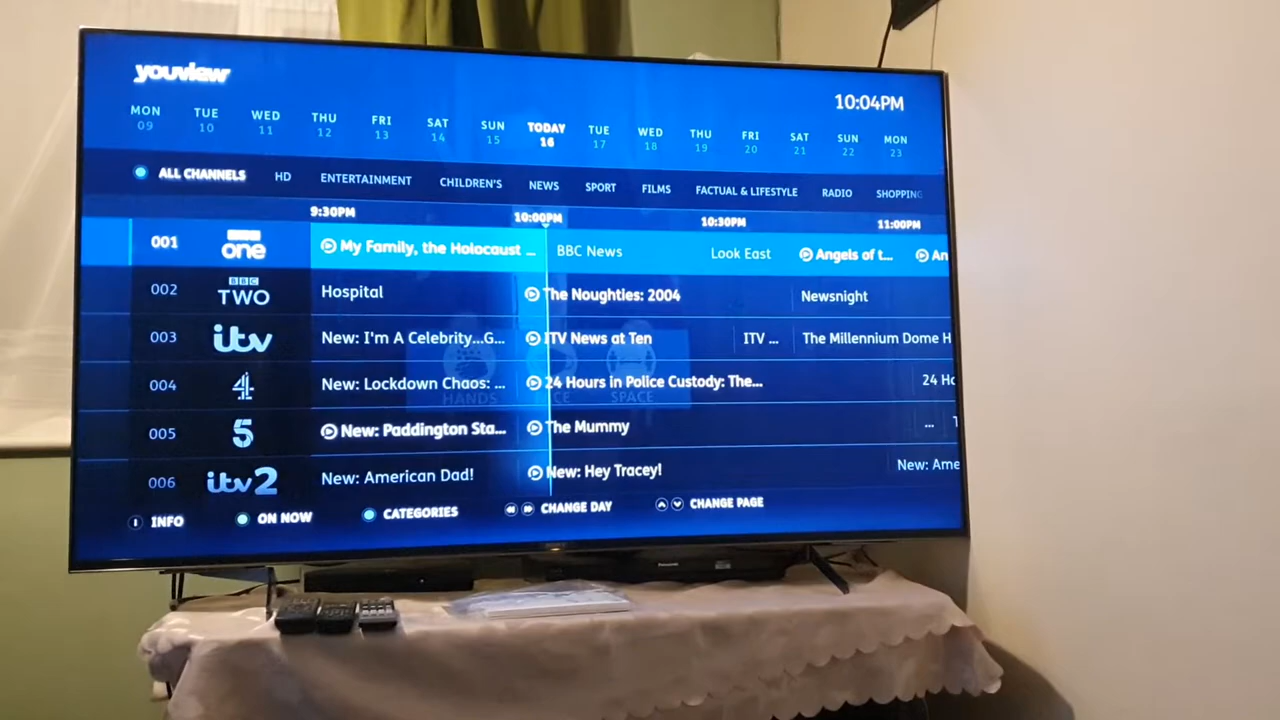 youview
10:04PM
MON TUE WED THU FRI SAT SUN TODAY TUE WED THU FRI SAT SUN MON
09 10 11 12 13 14 15 16 17 18 19 20 21 22 23
ALL CHANNELS HD ENTERTAINMENT CHILDREN'S NEWS SPORT FILMS FACTUAL & LIFESTYLE RADIO SHOPPING
9:30PM 10:00PM 10:30PM 11:00PM
001 BBC one My Family, the Holocaust ... BBC News Look East Angels of t... An
002 BBC TWO Hospital The Noughties: 2004 Newsnight
003 itv New: I'm A Celebrity...G... ITV News at Ten ITV ... The Millennium Dome H
004 4 New: Lockdown Chaos: ... 24 Hours in Police Custody: The... 24 Ho
HANDS SPACE
005 5 New: Paddington Sta... The Mummy ...
006 itv2 New: American Dad! New: Hey Tracey! New: Ame
i INFO ON NOW CATEGORIES CHANGE DAY CHANGE PAGE
Panasonic